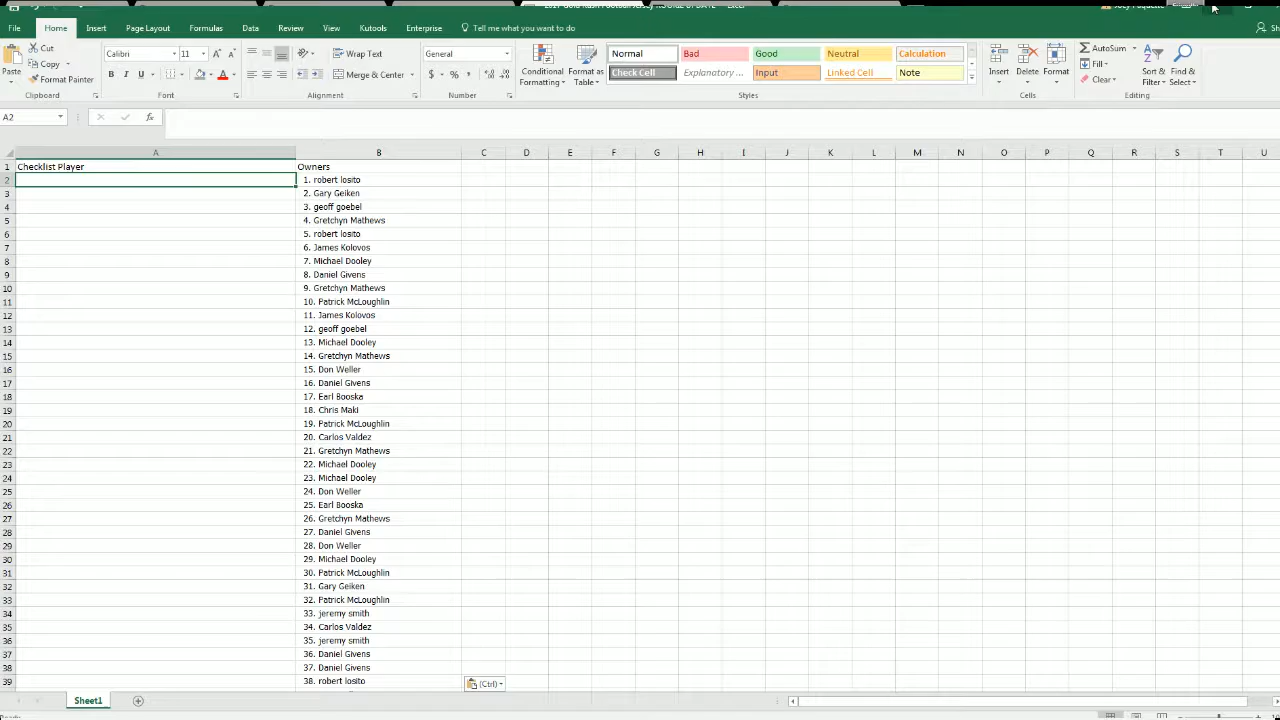 File Home Insert Page Layout Formulas Data Review View Kutools Enterprise Tell me what you want to do
Cut Calibri 11 Wrap Text General Normal Bad Good Neutral Calculation AutoSum
Copy Fill
Paste Format Painter Merge & Center Conditional Formatting Format as Table Check Cell Explanatory ... Input Linked Cell Note Insert Delete Format Clear Sort & Filter Find & Select
Clipboard Font Alignment Number Styles Cells Editing
A2
A B C D E F G H I J K L M N O P Q R S T U
1 Checklist Player Owners
2 1. robert losito
3 2. Gary Geiken
4 3. geoff goebel
5 4. Gretchyn Mathews
6 5. robert losito
7 6. James Kolovos
8 7. Michael Dooley
9 8. Daniel Givens
10 9. Gretchyn Mathews
11 10. Patrick McLoughlin
12 11. James Kolovos
13 12. geoff goebel
14 13. Michael Dooley
15 14. Gretchyn Mathews
16 15. Don Weller
17 16. Daniel Givens
18 17. Earl Booska
19 18. Chris Maki
20 19. Patrick McLoughlin
21 20. Carlos Valdez
22 21. Gretchyn Mathews
23 22. Michael Dooley
24 23. Michael Dooley
25 24. Don Weller
26 25. Earl Booska
27 26. Gretchyn Mathews
28 27. Daniel Givens
29 28. Don Weller
30 29. Michael Dooley
31 30. Patrick McLoughlin
32 31. Gary Geiken
33 32. Patrick McLoughlin
34 33. jeremy smith
35 34. Carlos Valdez
36 35. jeremy smith
37 36. Daniel Givens
38 37. Daniel Givens
39 38. robert losito
(Ctrl)
Sheet1